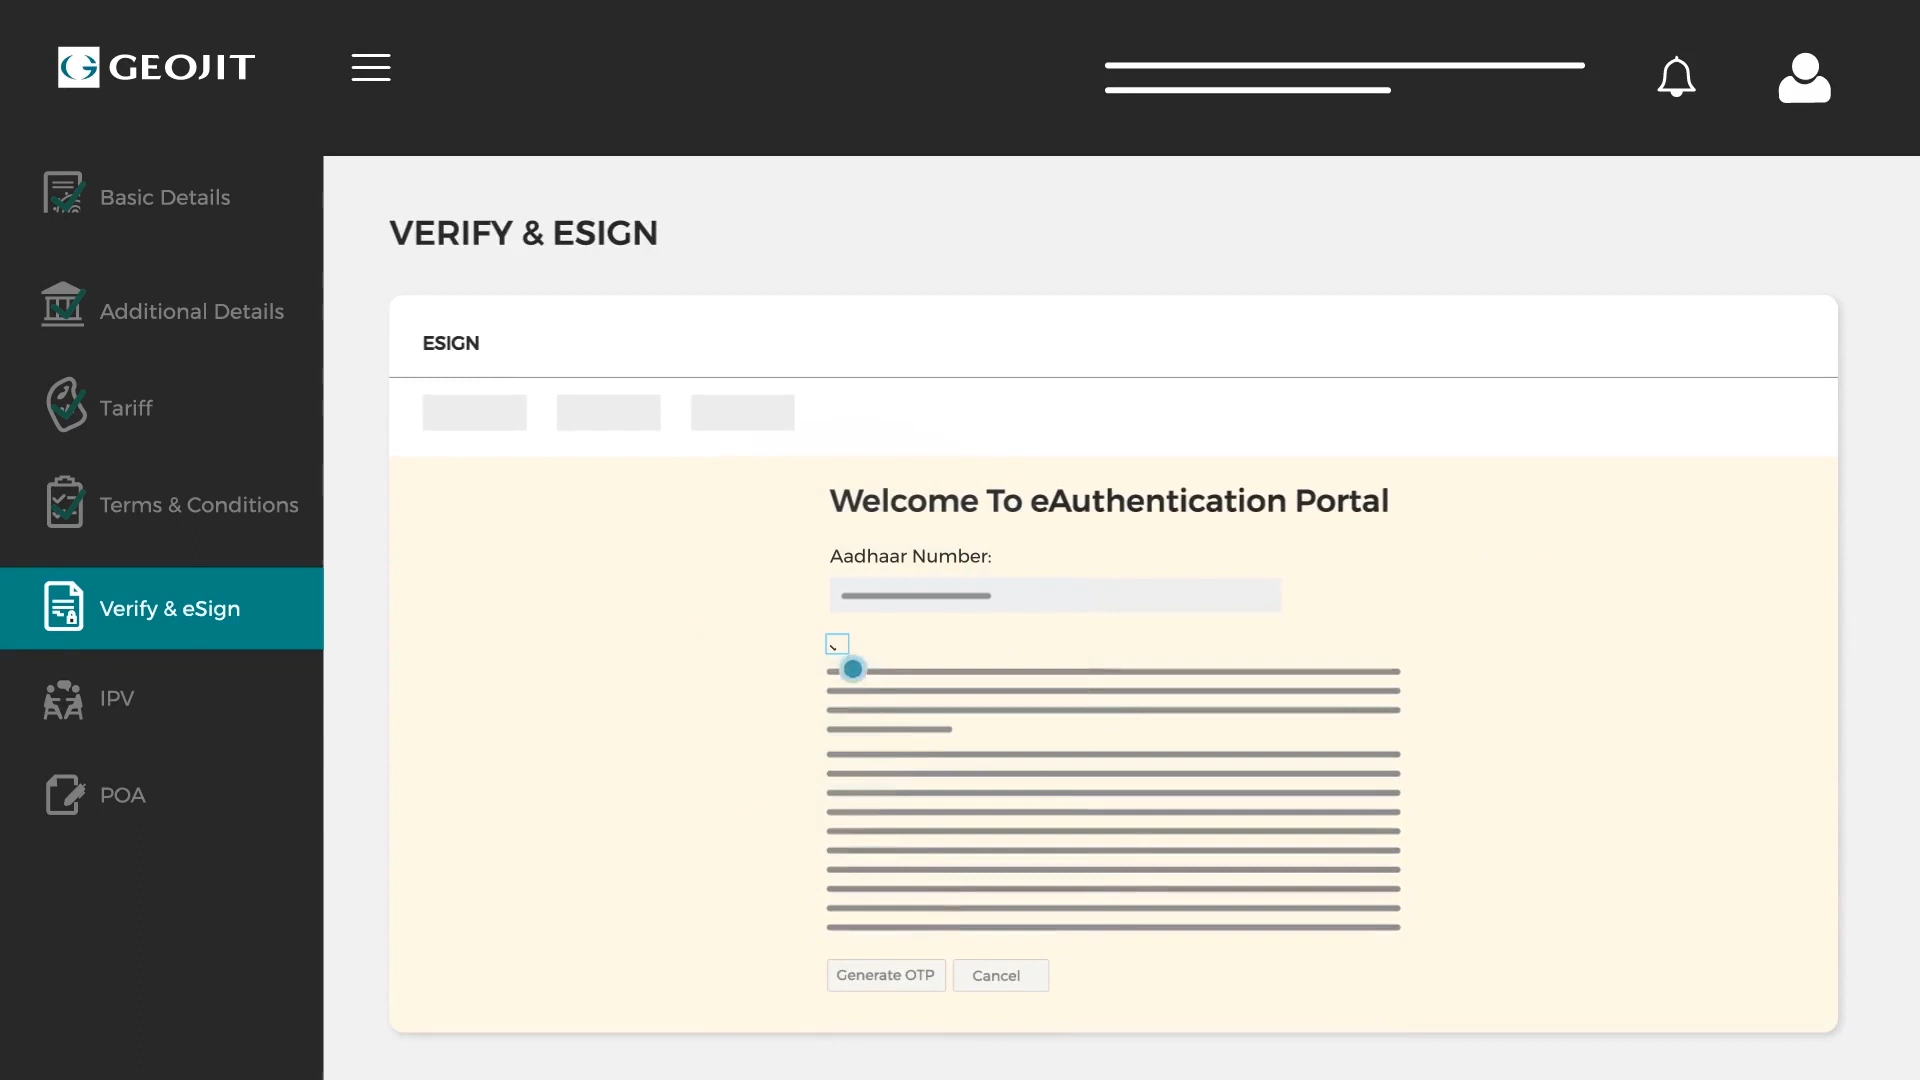 GEOJIT
Basic Details
Additional Details
Tariff
Terms & Conditions
Verify & eSign
IPV
POA
VERIFY & ESIGN
ESIGN
Welcome To eAuthentication Portal
Aadhaar Number:
Generate OTP
Cancel